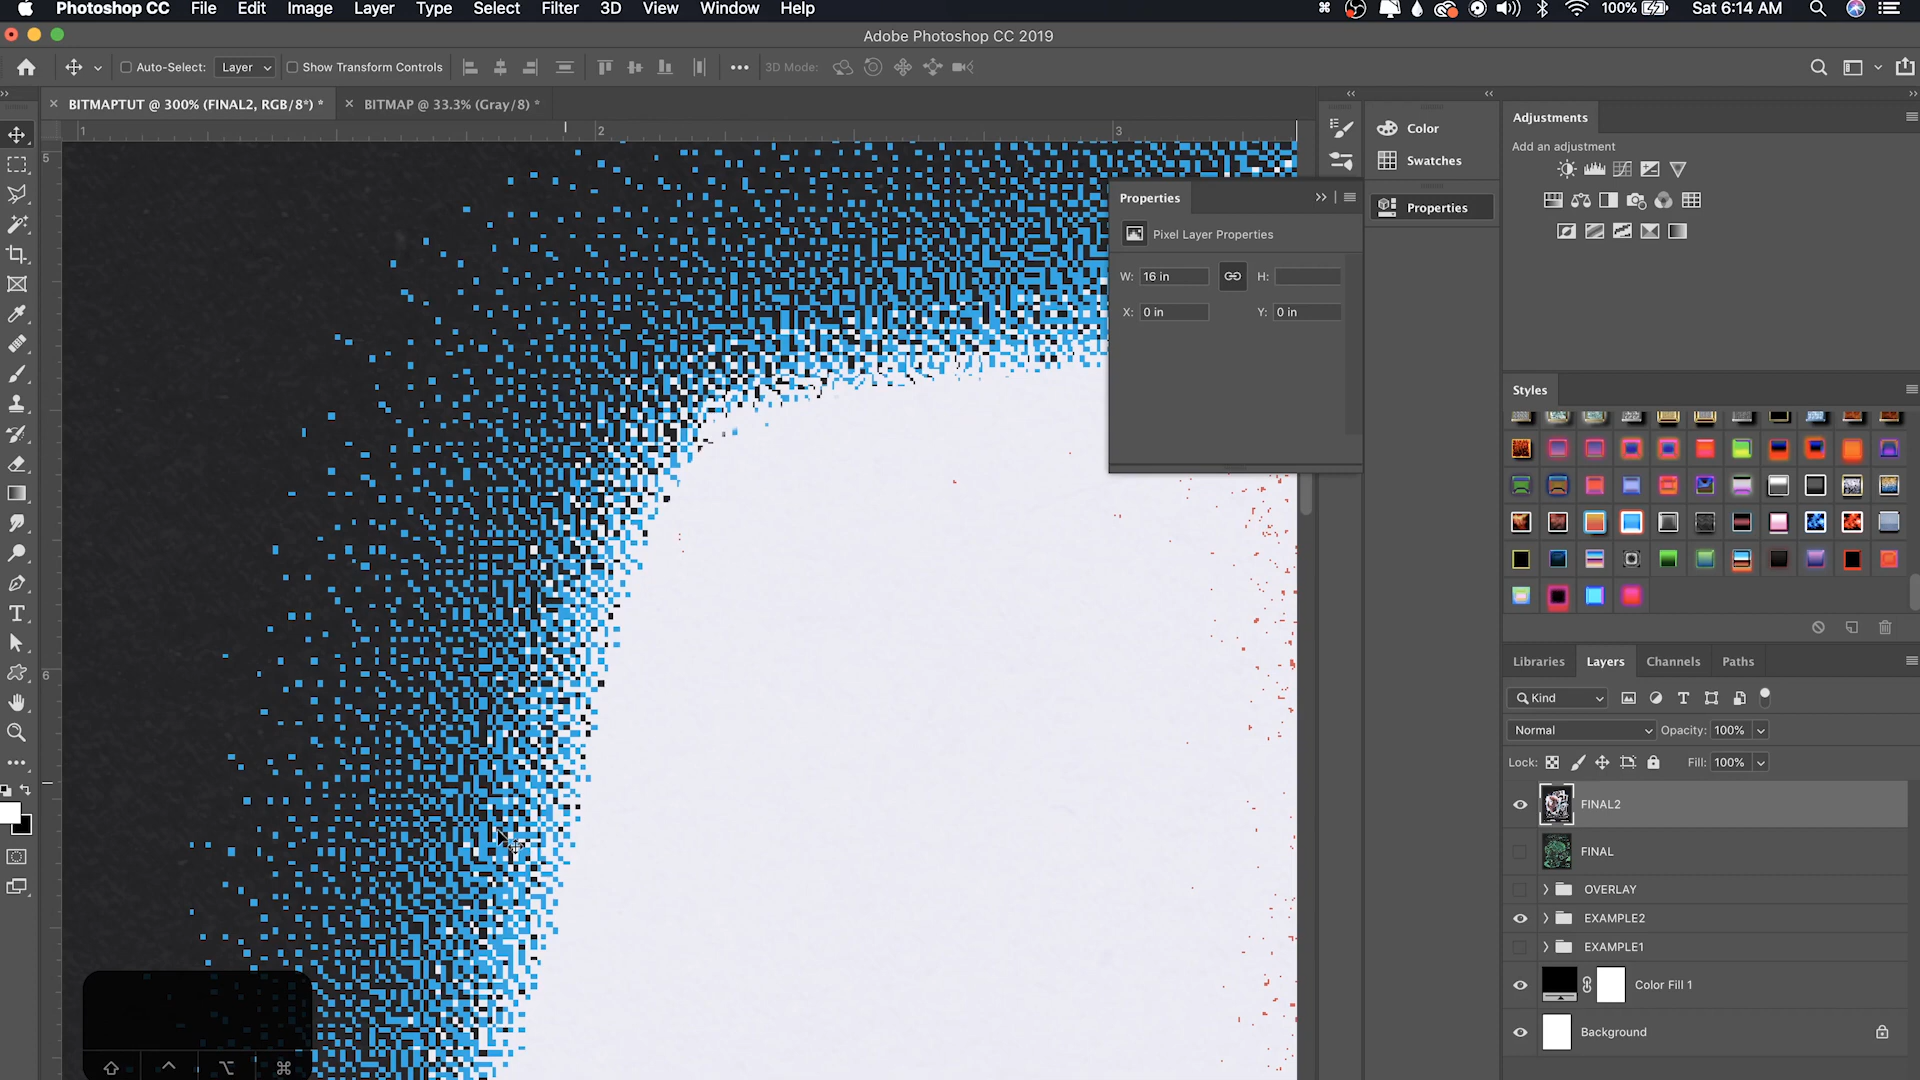 Photoshop CC File Edit Image Layer Type Select Filter 3D View Window Help 100% Sat 6:14 AM
Adobe Photoshop CC 2019
Auto-Select: Layer Show Transform Controls 3D Mode:
BITMAPTUT @ 300% (FINAL2, RGB/8*) * BITMAP @ 33.3% (Gray/8) *
1 2 3
5
6
Color
Swatches
Properties
Properties
Pixel Layer Properties
W: 16 in H:
X: 0 in Y: 0 in
Adjustments
Add an adjustment
Styles
Libraries Layers Channels Paths
Kind
Normal Opacity: 100%
Lock: Fill: 100%
FINAL2
FINAL
OVERLAY
EXAMPLE2
EXAMPLE1
Color Fill 1
Background